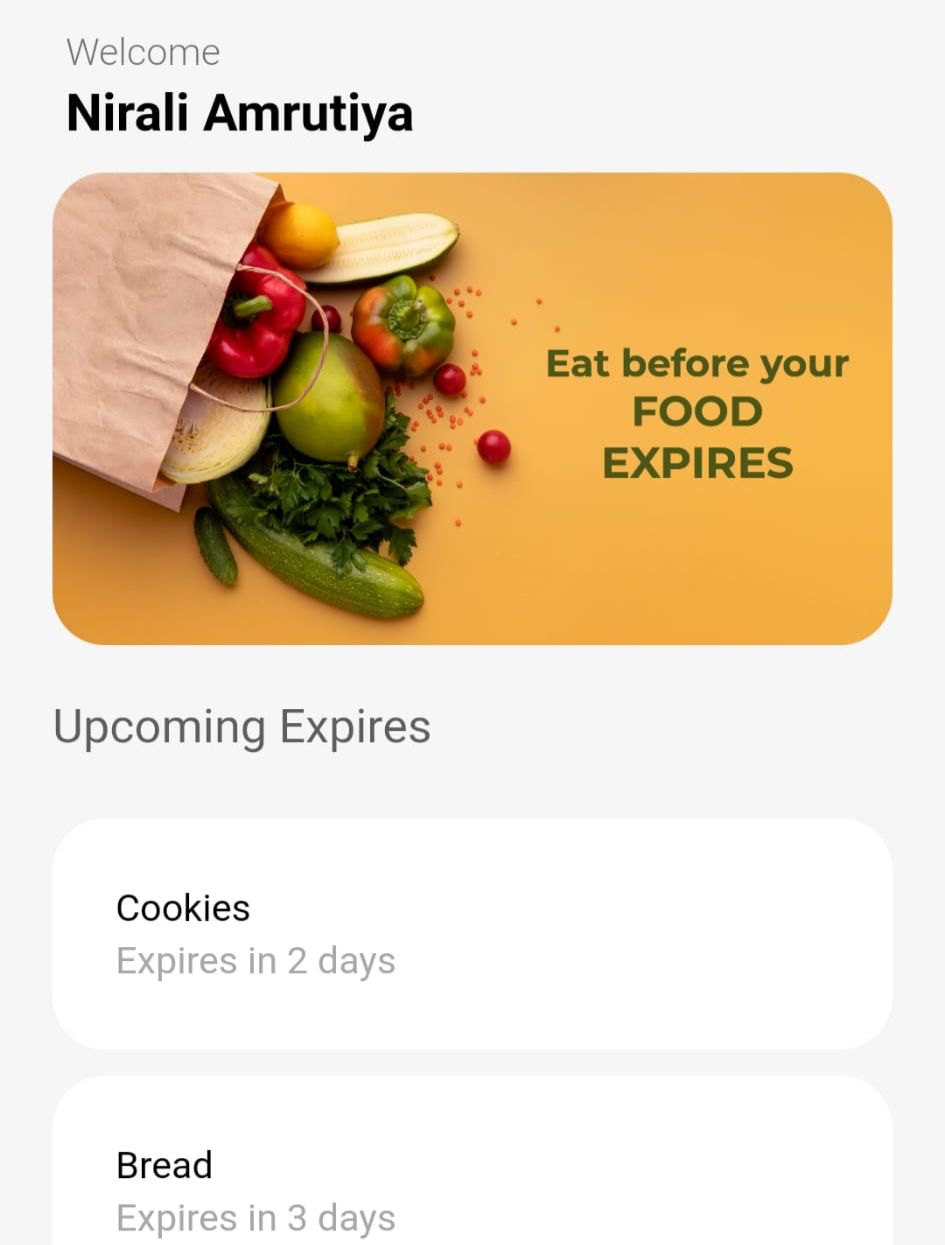 Welcome
Nirali Amrutiya
Eat before your
FOOD
EXPIRES
Upcoming Expires
Cookies
Expires in 2 days
Bread
Expires in 3 days